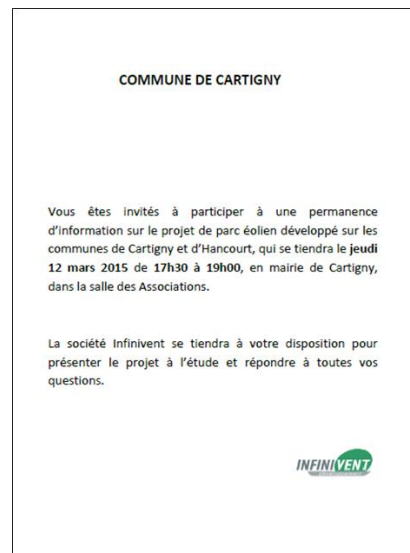 COMMUNE DE CARTIGNY
Vous êtes invités à participer à une permanence
d'information sur le projet de parc éolien développé sur les
communes de Cartigny et d'Hancourt, qui se tiendra le jeudi
12 mars 2015 de 17h30 à 19h00, en mairie de Cartigny,
dans la salle des Associations.
La société Infinivent se tiendra à votre disposition pour
présenter le projet à l'étude et répondre à toutes vos
questions.
INFINIVENT